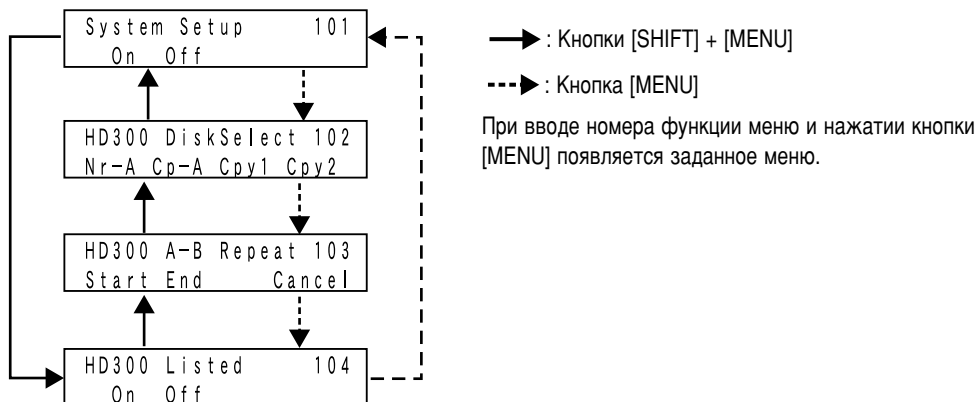 System Setup 101
On Off
HD300 DiskSelect 102
Nr-A Cp-A Cpy1 Cpy2
HD300 A-B Repeat 103
Start End Cancel
HD300 Listed 104
On Off
: Кнопки [SHIFT] + [MENU]
: Кнопка [MENU]
При вводе номера функции меню и нажатии кнопки
[MENU] появляется заданное меню.